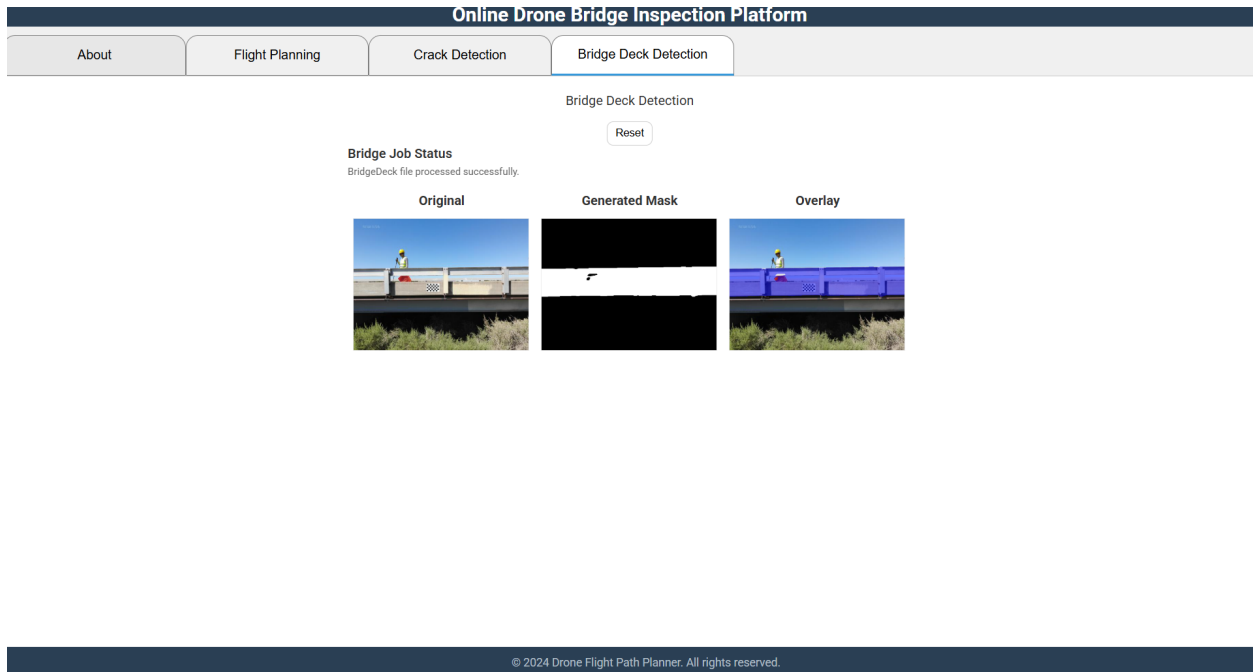 Online Drone Bridge Inspection Platform
About
Flight Planning
Crack Detection
Bridge Deck Detection
Bridge Deck Detection
Reset
Bridge Job Status
BridgeDeck file processed successfully.
Original
Generated Mask
Overlay
© 2024 Drone Flight Path Planner. All rights reserved.